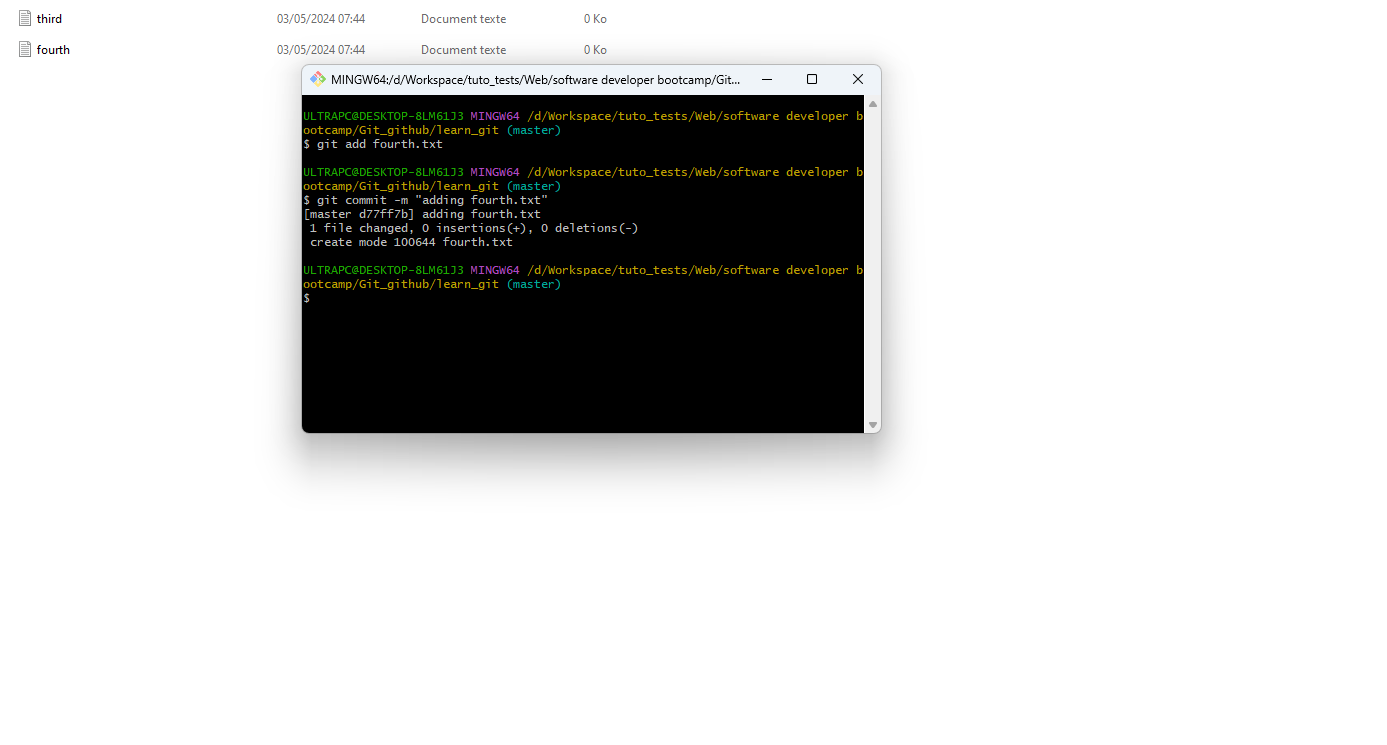 third 03/05/2024 07:44 Document texte 0 Ko
fourth 03/05/2024 07:44 Document texte 0 Ko
MINGW64:/d/Workspace/tuto_tests/Web/software developer bootcamp/Git...
ULTRAPC@DESKTOP-8LM61J3 MINGW64 /d/Workspace/tuto_tests/Web/software developer b
ootcamp/Git_github/learn_git (master)
$ git add fourth.txt
ULTRAPC@DESKTOP-8LM61J3 MINGW64 /d/Workspace/tuto_tests/Web/software developer b
ootcamp/Git_github/learn_git (master)
$ git commit -m "adding fourth.txt"
[master d77ff7b] adding fourth.txt
 1 file changed, 0 insertions(+), 0 deletions(-)
 create mode 100644 fourth.txt
ULTRAPC@DESKTOP-8LM61J3 MINGW64 /d/Workspace/tuto_tests/Web/software developer b
ootcamp/Git_github/learn_git (master)
$